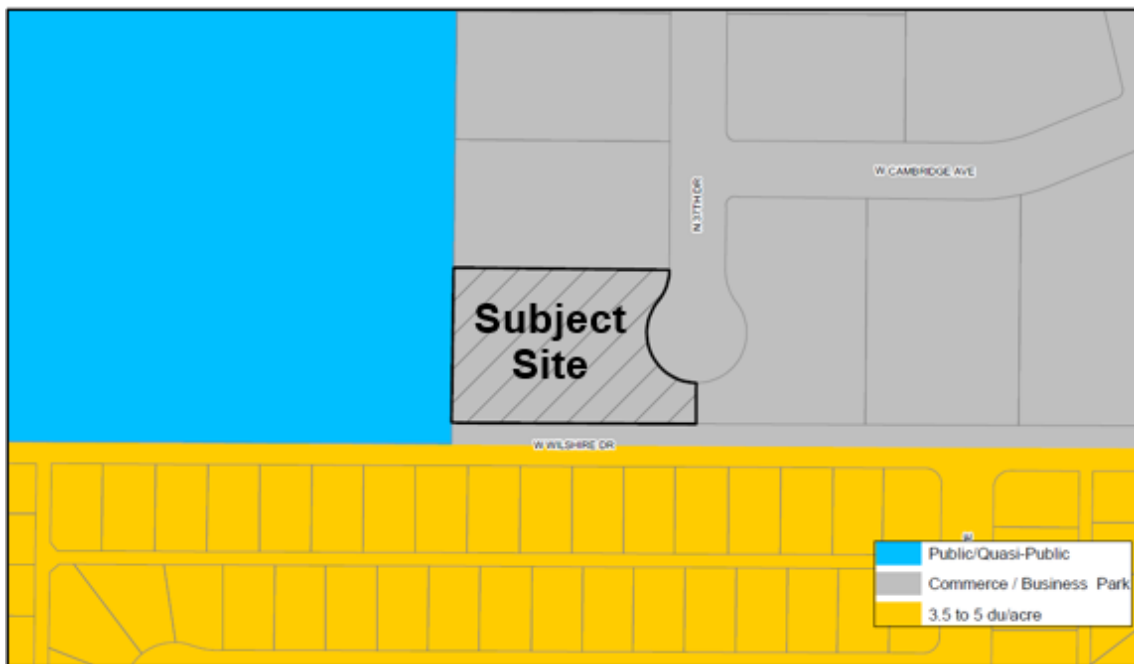 W. CAMBRIDGE AVE
N 37TH DR
Subject
Site
W. WILSHIRE DR
Public/Quasi-Public
Commerce / Business Park
3.5 to 5 du/acre